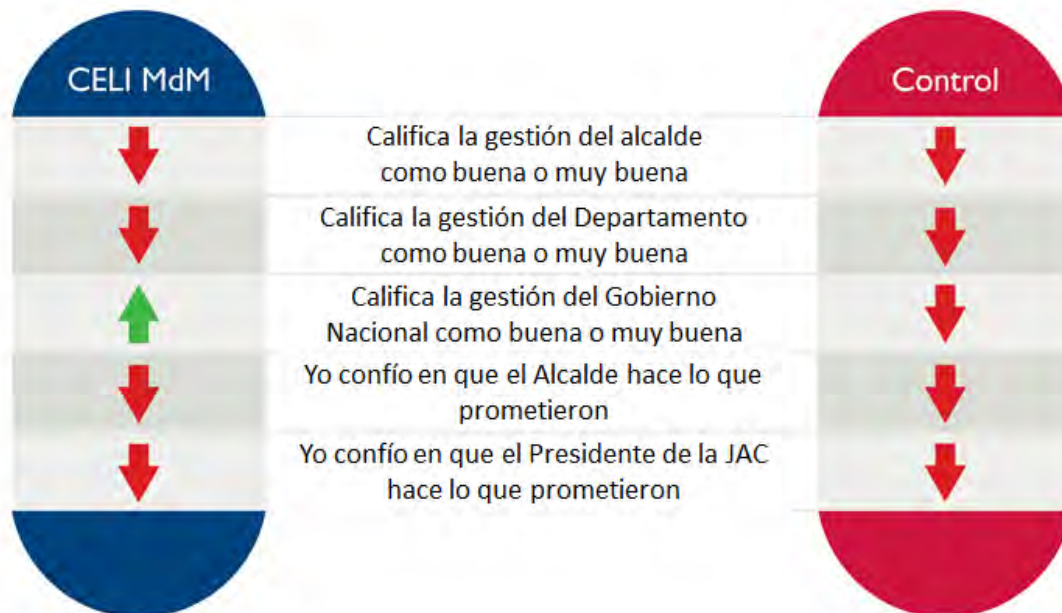 CELI MdM
Control
Califica la gestión del alcalde
como buena o muy buena
Califica la gestión del Departamento
como buena o muy buena
Califica la gestión del Gobierno
Nacional como buena o muy buena
Yo confío en que el Alcalde hace lo que
prometieron
Yo confío en que el Presidente de la JAC
hace lo que prometieron